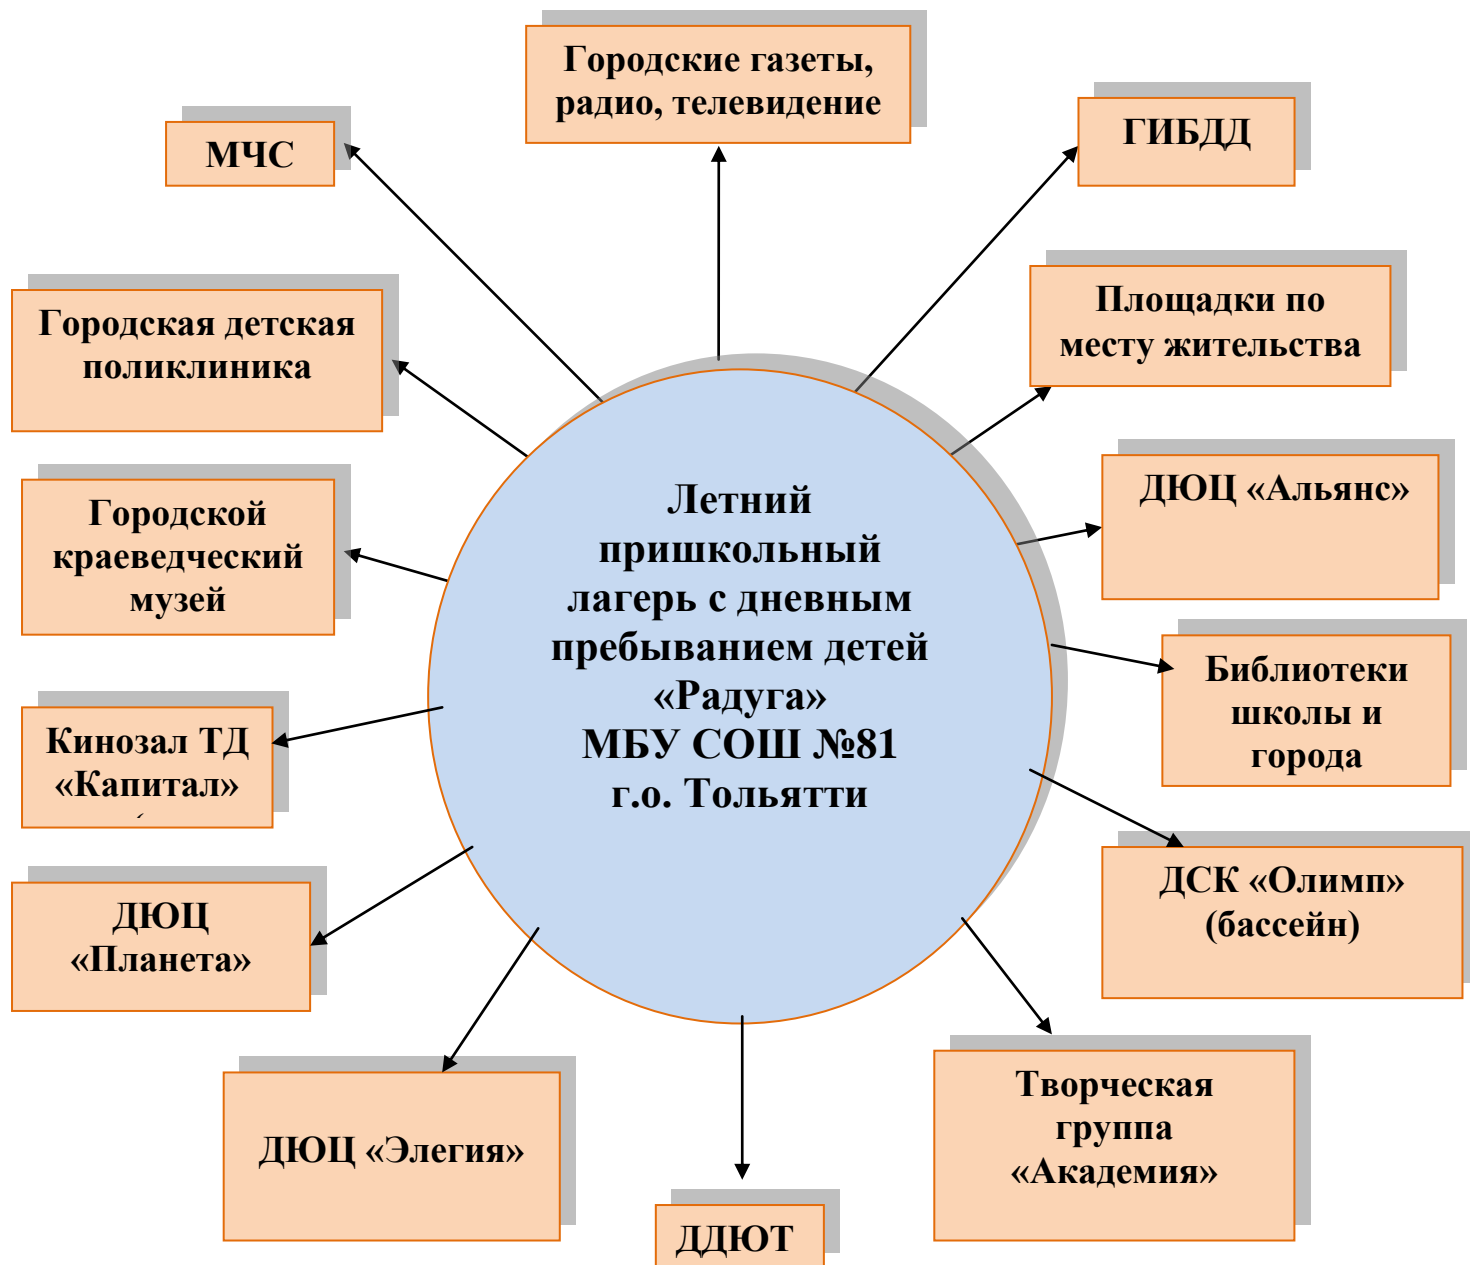 Городские газеты,
радио, телевидение
МЧС
ГИБДД
Городская детская
поликлиника
Площадки по
месту жительства
Городской
краеведческий
музей
Летний
пришкольный
лагерь с дневным
пребыванием детей
«Радуга»
МБУ СОШ №81
г.о. Тольятти
ДЮЦ «Альянс»
Библиотеки
школы и
города
Кинозал ТД
«Капитал»
ДЮЦ
«Планета»
ДСК «Олимп»
(бассейн)
ДЮЦ «Элегия»
Творческая
группа
«Академия»
ДДЮТ